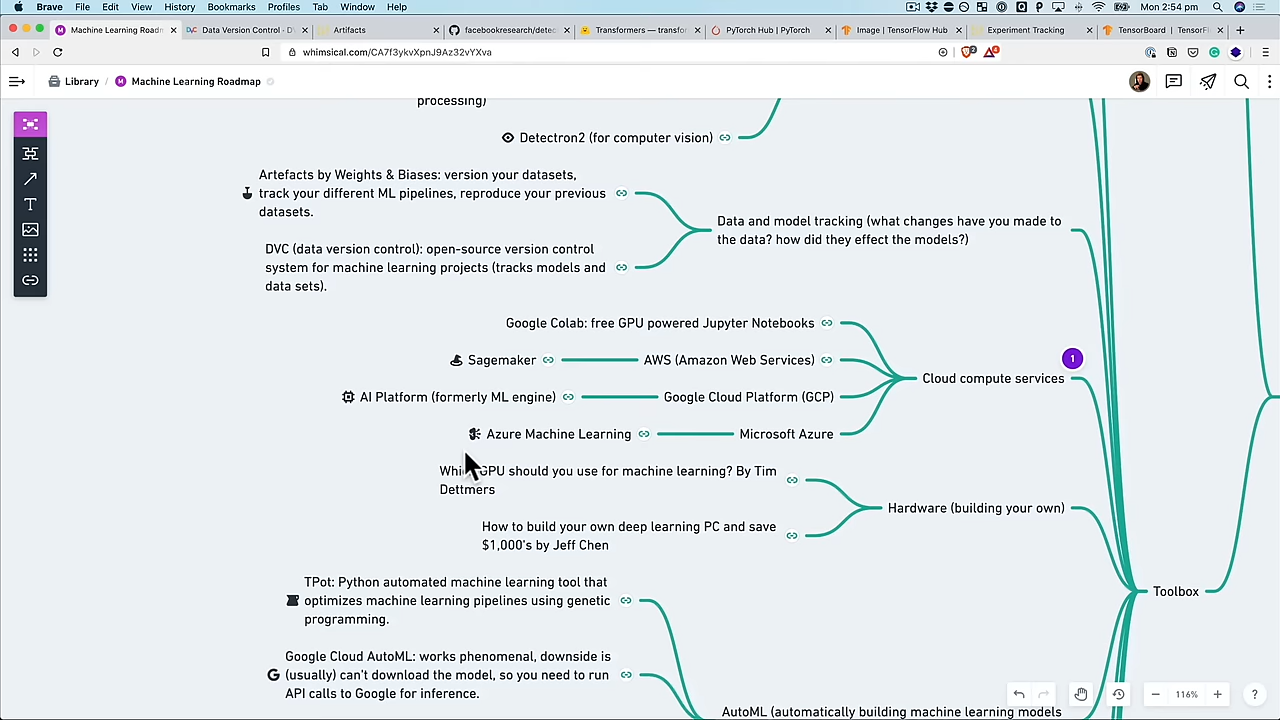 Brave File Edit View History Bookmarks Profiles Tab Window Help Mon 2:54 pm
Machine Learning Roadm Data Version Control - D Artifacts facebookresearch/detec Transformers — transfor PyTorch Hub | PyTorch Image | TensorFlow Hub Experiment Tracking TensorBoard | TensorFl
whimsical.com/CA7f3ykvXpnJ9Az32vYXva
Library / Machine Learning Roadmap
processing)
Detectron2 (for computer vision)
Artefacts by Weights & Biases: version your datasets,
track your different ML pipelines, reproduce your previous
datasets.
Data and model tracking (what changes have you made to
the data? how did they effect the models?)
DVC (data version control): open-source version control
system for machine learning projects (tracks models and
data sets).
Google Colab: free GPU powered Jupyter Notebooks
Sagemaker
AWS (Amazon Web Services)
1
Cloud compute services
AI Platform (formerly ML engine)
Google Cloud Platform (GCP)
Azure Machine Learning
Microsoft Azure
GPU should you use for machine learning? By Tim
Dettmers
Hardware (building your own)
How to build your own deep learning PC and save
$1,000's by Jeff Chen
TPot: Python automated machine learning tool that
optimizes machine learning pipelines using genetic
programming.
Toolbox
Google Cloud AutoML: works phenomenal, downside is
(usually) can't download the model, so you need to run
API calls to Google for inference.
AutoML (automatically building machine learning models
116%